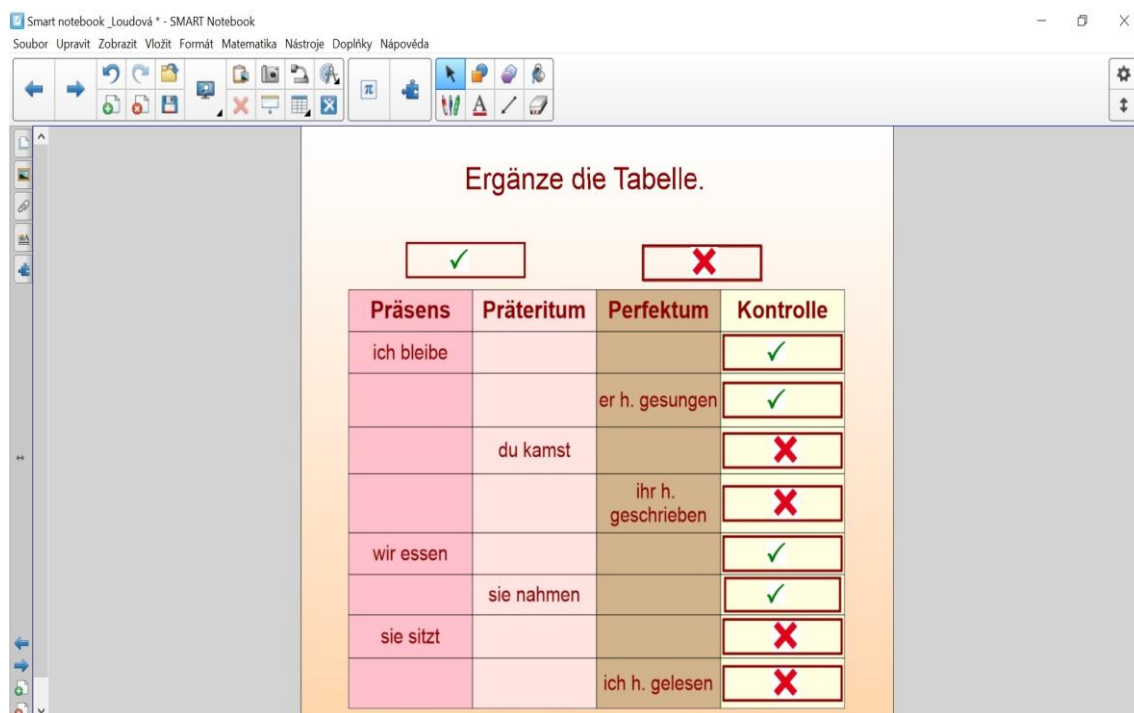 Smart notebook _Loudová * - SMART Notebook
Soubor Upravit Zobrazit Vložit Formát Matematika Nástroje Doplňky Nápověda
π
A
Ergänze die Tabelle.
Präsens Präteritum Perfektum Kontrolle
ich bleibe
er h. gesungen
du kamst
ihr h.
geschrieben
wir essen
sie nahmen
sie sitzt
ich h. gelesen